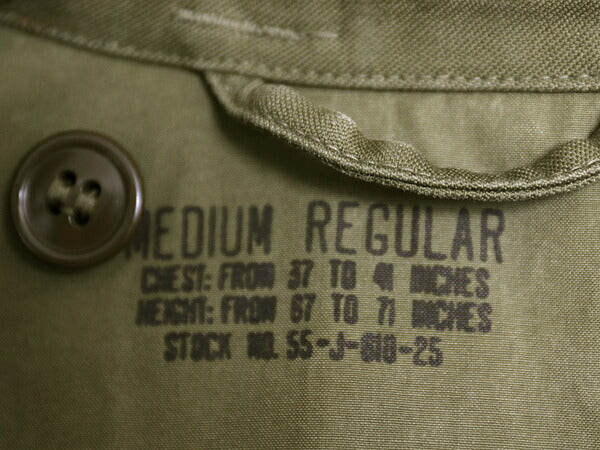 MEDIUM REGULAR
CHEST: FROM 37 TO 41 INCHES
HEIGHT: FROM 67 TO 71 INCHES
STOCK NO. 55-J-610-25